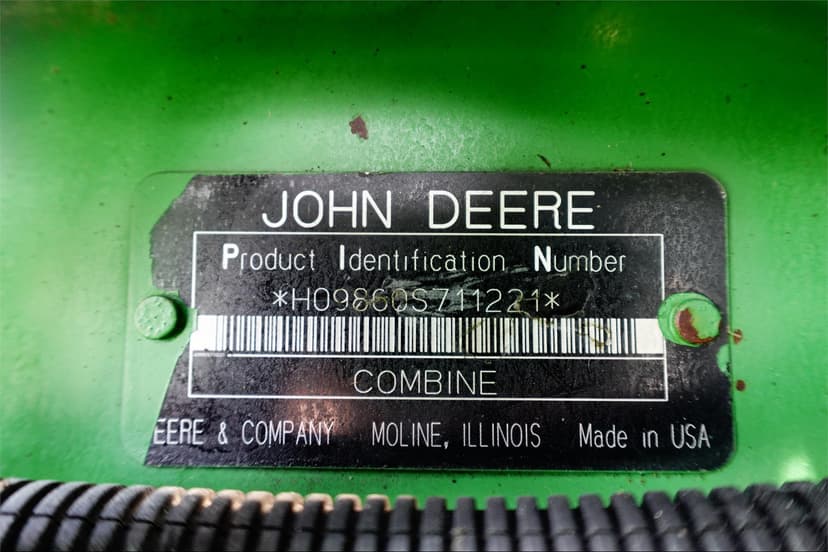 JOHN DEERE
Product Identification Number
*H09860S711221*
COMBINE
EERE & COMPANY MOLINE, ILLINOIS Made in USA